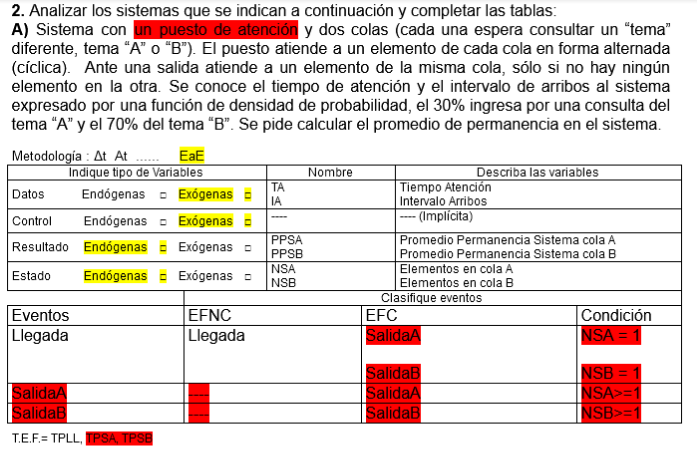 2. Analizar los sistemas que se indican a continuación y completar las tablas:
A) Sistema con un puesto de atención y dos colas (cada una espera consultar un “tema”
diferente, tema “A” o “B”). El puesto atiende a un elemento de cada cola en forma alternada
(cíclica). Ante una salida atiende a un elemento de la misma cola, sólo si no hay ningún
elemento en la otra. Se conoce el tiempo de atención y el intervalo de arribos al sistema
expresado por una función de densidad de probabilidad, el 30% ingresa por una consulta del
tema “A” y el 70% del tema “B”. Se pide calcular el promedio de permanencia en el sistema.
Metodología : Δt At ...... EaE
Indique tipo de Variables Nombre Describa las variables
Datos Endógenas □ Exógenas □ TA Tiempo Atención
IA Intervalo Arribos
Control Endógenas □ Exógenas □ ---- ---- (Implícita)
Resultado Endógenas □ Exógenas □ PPSA Promedio Permanencia Sistema cola A
PPSB Promedio Permanencia Sistema cola B
Estado Endógenas □ Exógenas □ NSA Elementos en cola A
NSB Elementos en cola B
Clasifique eventos
Eventos EFNC EFC Condición
Llegada Llegada SalidaA NSA = 1
SalidaB NSB = 1
SalidaA ----- SalidaA NSA>=1
SalidaB ----- SalidaB NSB>=1
T.E.F.= TPLL, TPSA, TPSB